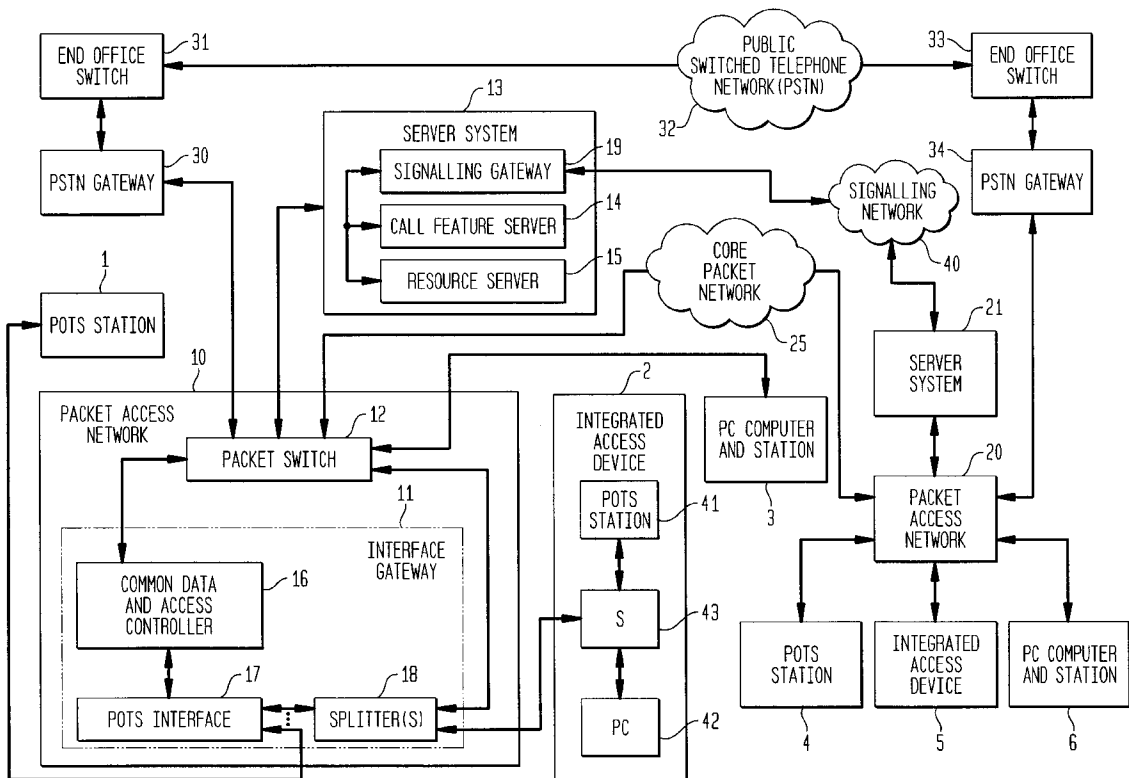 31
END OFFICE
SWITCH
PUBLIC
SWITCHED TELEPHONE
NETWORK(PSTN)
32
33
END OFFICE
SWITCH
30
PSTN GATEWAY
13
SERVER SYSTEM
19
SIGNALLING GATEWAY
14
CALL FEATURE SERVER
15
RESOURCE SERVER
34
PSTN GATEWAY
SIGNALLING
NETWORK
40
1
POTS STATION
CORE
PACKET
NETWORK
25
21
SERVER
SYSTEM
10
PACKET ACCESS
NETWORK
12
PACKET SWITCH
11
INTERFACE
GATEWAY
16
COMMON DATA
AND ACCESS
CONTROLLER
17
POTS INTERFACE
18
SPLITTER(S)
2
INTEGRATED
ACCESS
DEVICE
POTS
STATION
41
S
43
PC
42
PC COMPUTER
AND STATION
3
20
PACKET
ACCESS
NETWORK
POTS
STATION
4
INTEGRATED
ACCESS
DEVICE
5
PC COMPUTER
AND STATION
6